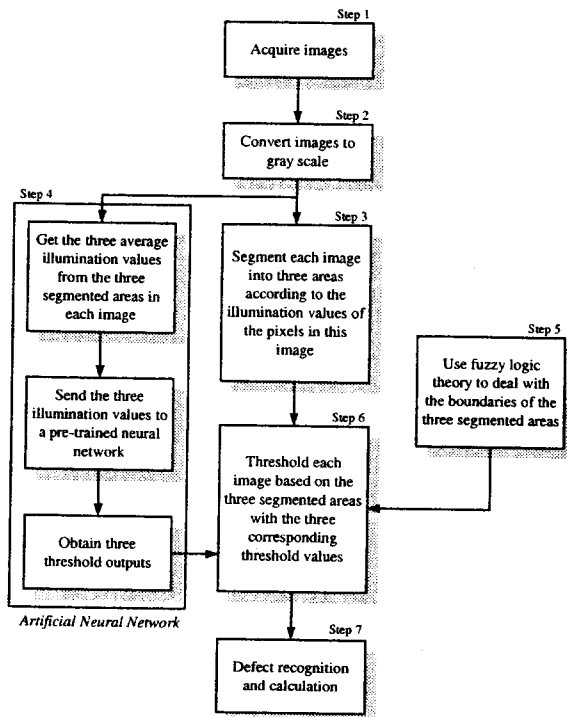 Step 1
Acquire images
Step 2
Convert images to
gray scale
Step 4
Get the three average
illumination values
from the three
segmented areas in
each image
Send the three
illumination values to
a pre-trained neural
network
Obtain three
threshold outputs
Artificial Neural Network
Step 3
Segment each image
into three areas
according to the
illumination values of
the pixels in this
image
Step 5
Use fuzzy logic
theory to deal with
the boundaries of the
three segmented areas
Step 6
Threshold each
image based on the
three segmented areas
with the three
corresponding
threshold values
Step 7
Defect recognition
and calculation